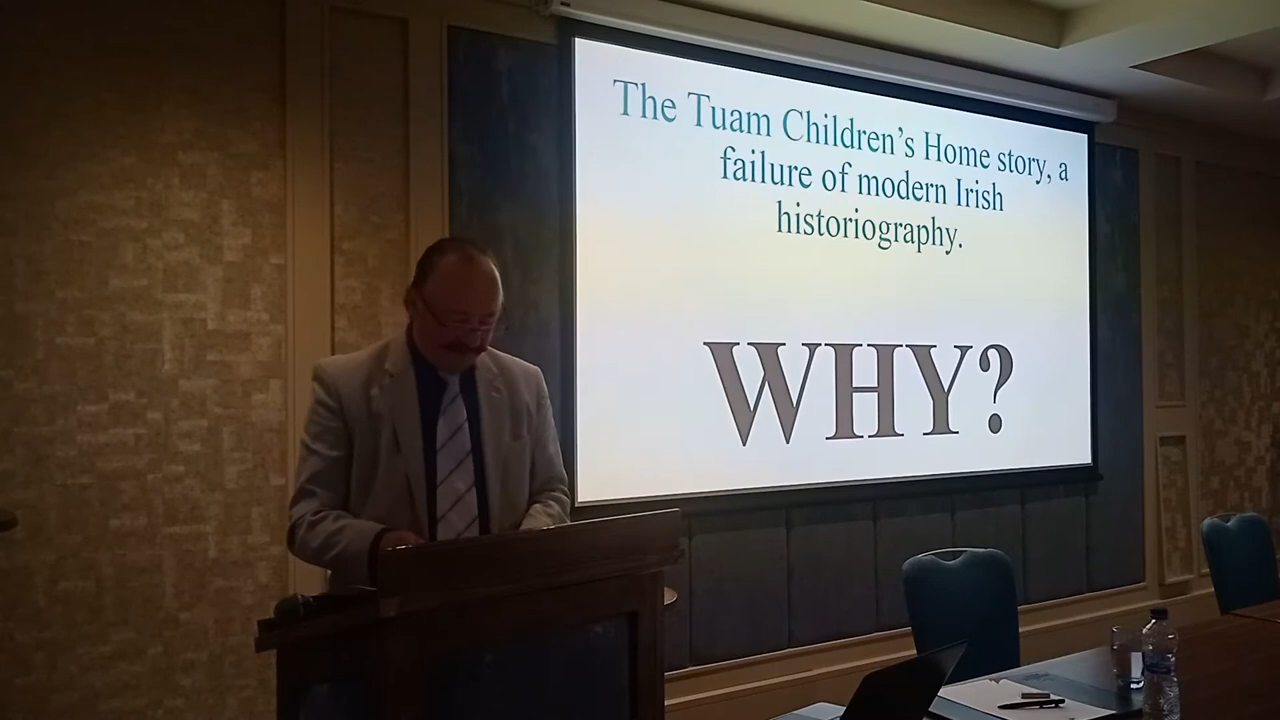 The Tuam Children’s Home story, a
failure of modern Irish
historiography.
WHY?